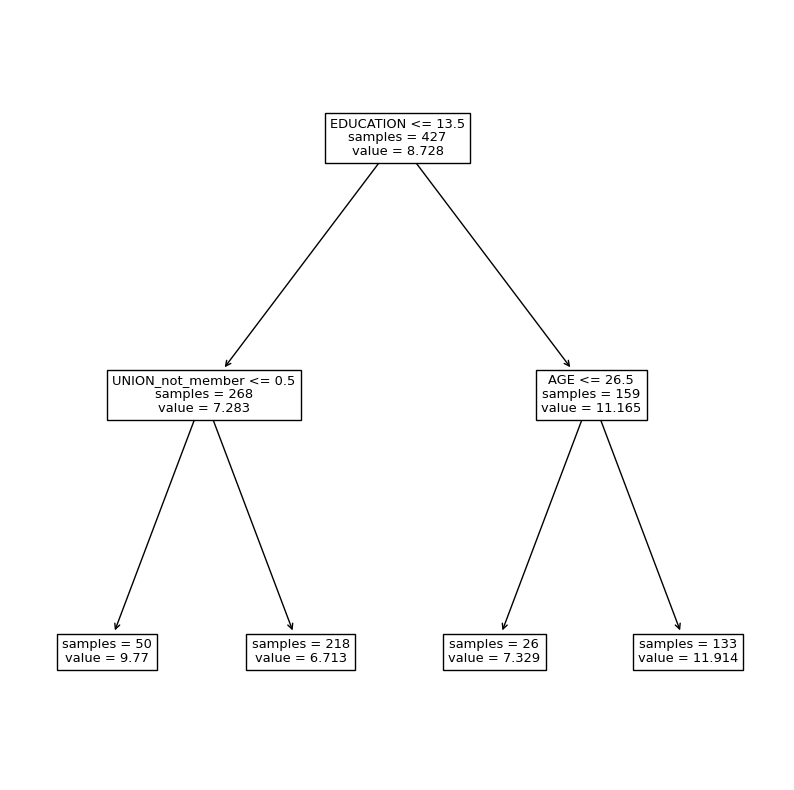 EDUCATION <= 13.5
samples = 427
value = 8.728
UNION_not_member <= 0.5
samples = 268
value = 7.283
AGE <= 26.5
samples = 159
value = 11.165
samples = 50
value = 9.77
samples = 218
value = 6.713
samples = 26
value = 7.329
samples = 133
value = 11.914